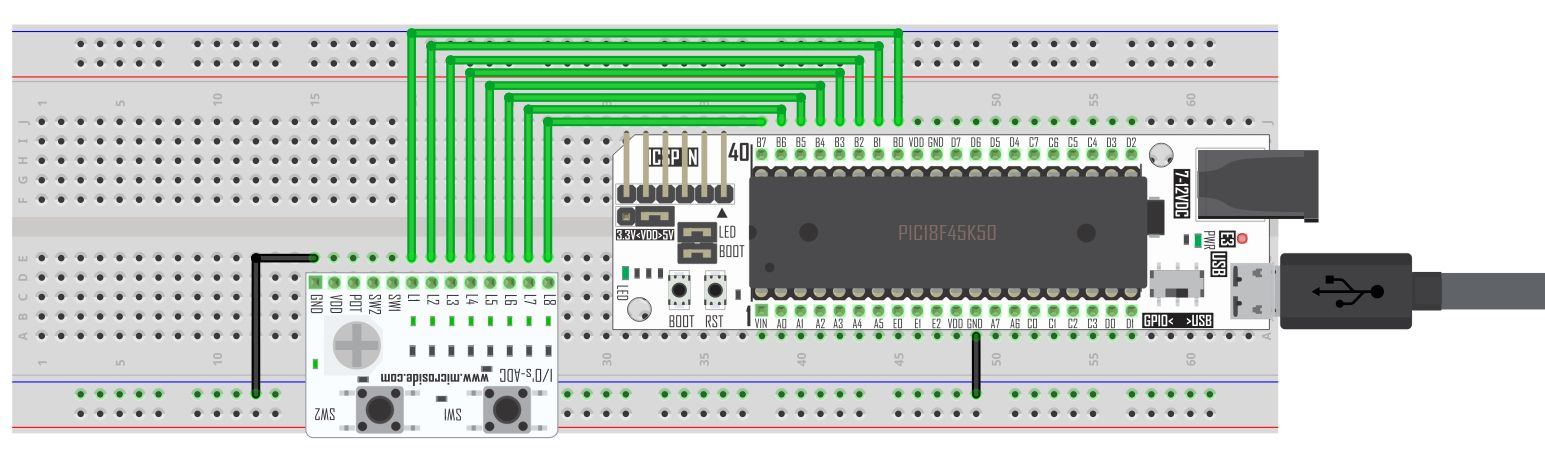 1 5 10 15 30 35 45 50 55 60
J J
I
H
G
F
ICSP IN
40
B7 B6 B5 B4 B3 B2 B1 B0 VDD GND D7 D6 D5 D4 C7 C6 C5 C4 D3 D2
7-12VDC
3.3V<VDD>5V
LED
BOOT
PIC18F45K50
PWR
E3
USB
E
D
C
B
A A
GND VDD POT SW2 SW1 L1 L2 L3 L4 L5 L6 L7 L8
LED
BOOT RST
1
VIN A0 A1 A2 A3 A4 A5 E0 E1 E2 VDD GND A7 A6 C0 C1 C2 C3 D0 D1
GPIO< >USB
1 5 10 30 35 40 45 50 55 60
www.microside.com
I/O's-ADC
SW2 SW1